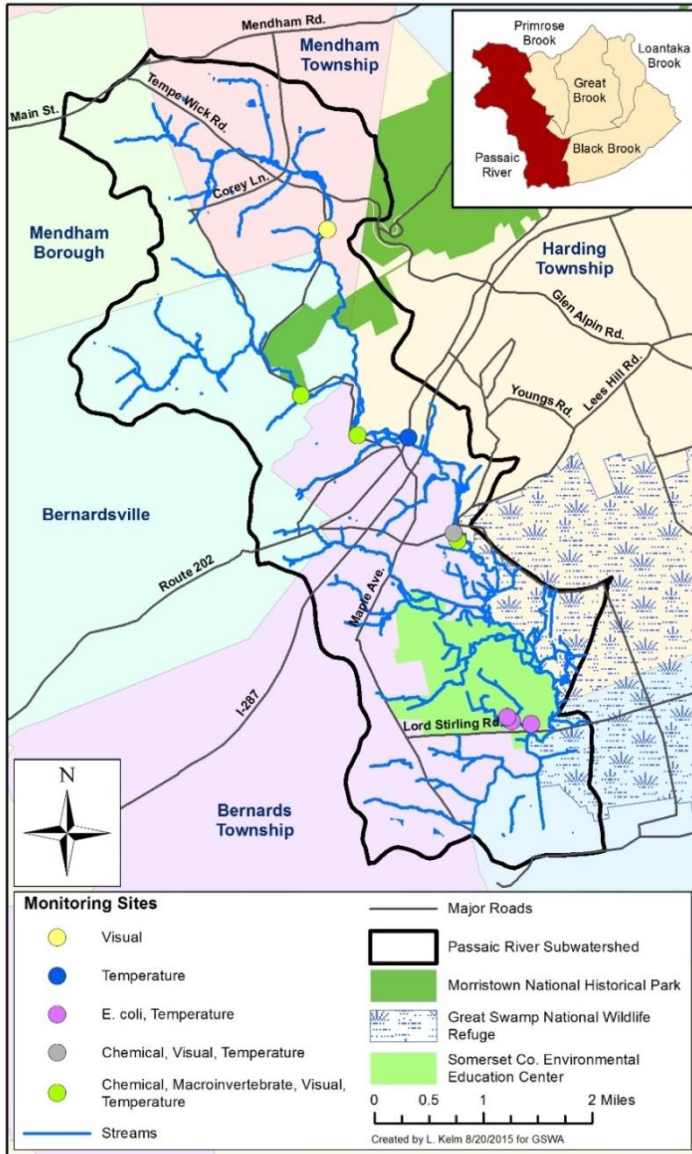 Mendham Rd.
Mendham
Township
Main St.
Tempe Wick Rd.
Corey Ln.
Primrose
Brook
Loantaka
Brook
Great
Brook
Black Brook
Passaic
River
Mendham
Borough
Harding
Township
Glen Alpin Rd.
Lees Hill Rd.
Youngs Rd.
Bernardsville
Route 202
Maple Ave.
I-287
Lord Stirling Rd.
Bernards
Township
N
Monitoring Sites
Visual
Temperature
E. coli, Temperature
Chemical, Visual, Temperature
Chemical, Macroinvertebrate, Visual,
Temperature
Streams
Major Roads
Passaic River Subwatershed
Morristown National Historical Park
Great Swamp National Wildlife
Refuge
Somerset Co. Environmental
Education Center
0 0.5 1 2 Miles
Created by L. Kelm 8/20/2015 for GSWA